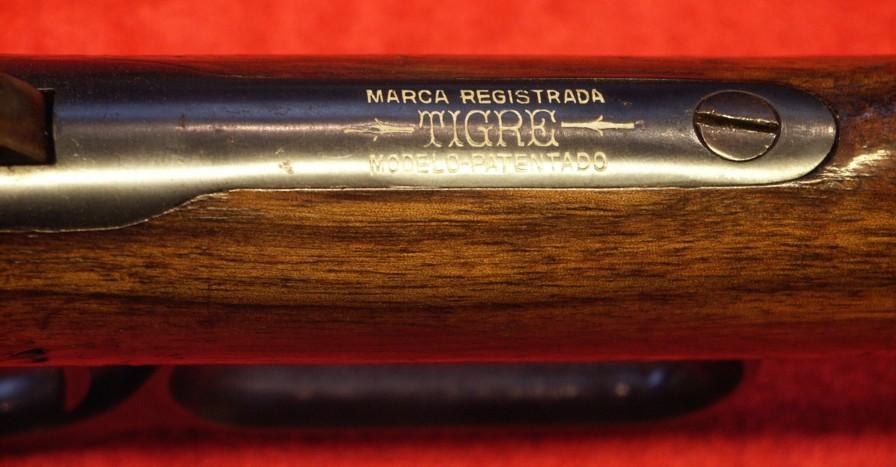 MARCA REGISTRADA
TIGRE
MODELO-PATENTADO